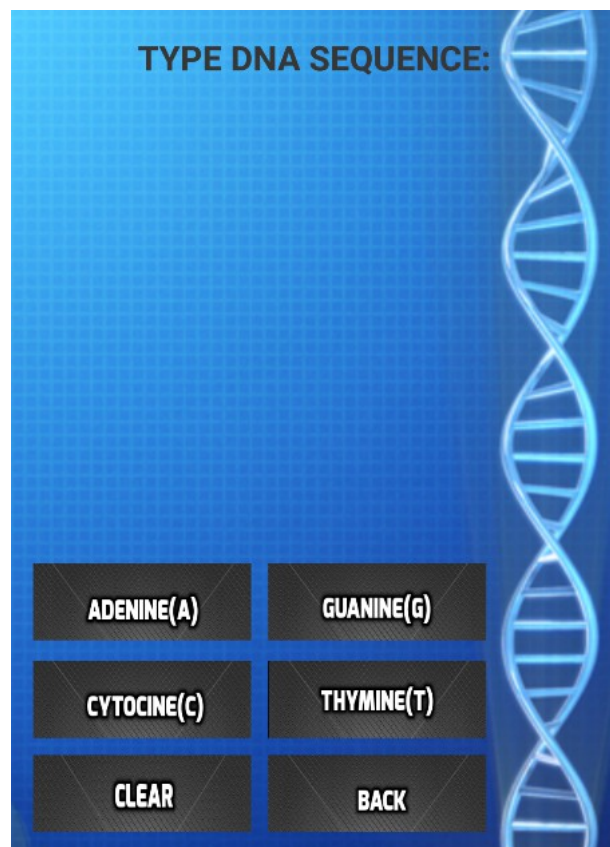 TYPE DNA SEQUENCE:
ADENINE(A)
GUANINE(G)
CYTOCINE(C)
THYMINE(T)
CLEAR
BACK